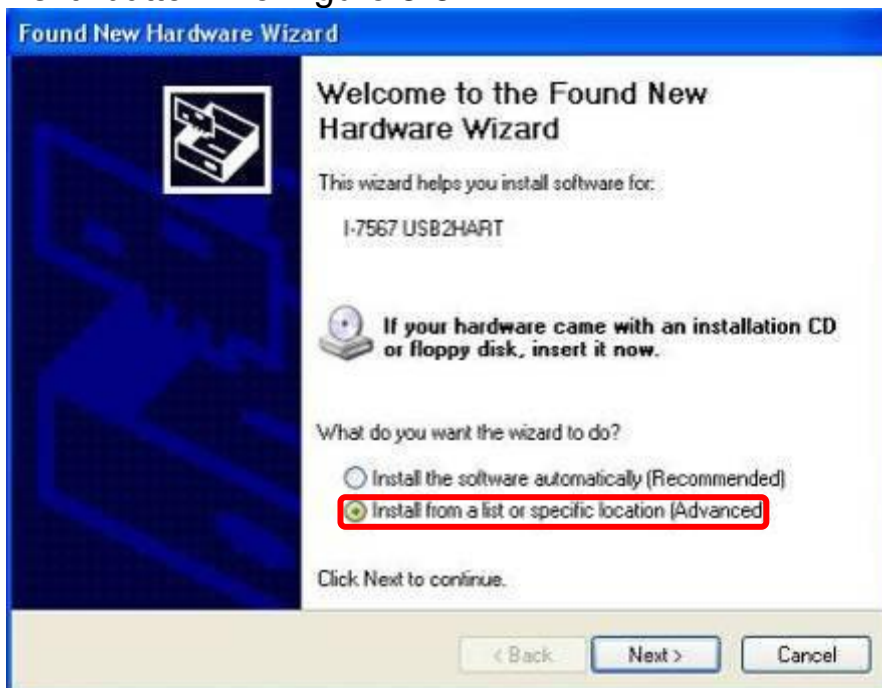 Found New Hardware Wizard
Welcome to the Found New
Hardware Wizard
This wizard helps you install software for:
I-7567 USB2HART
If your hardware came with an installation CD
or floppy disk, insert it now.
What do you want the wizard to do?
Install the software automatically (Recommended)
Install from a list or specific location (Advanced
Click Next to continue.
< Back
Next >
Cancel